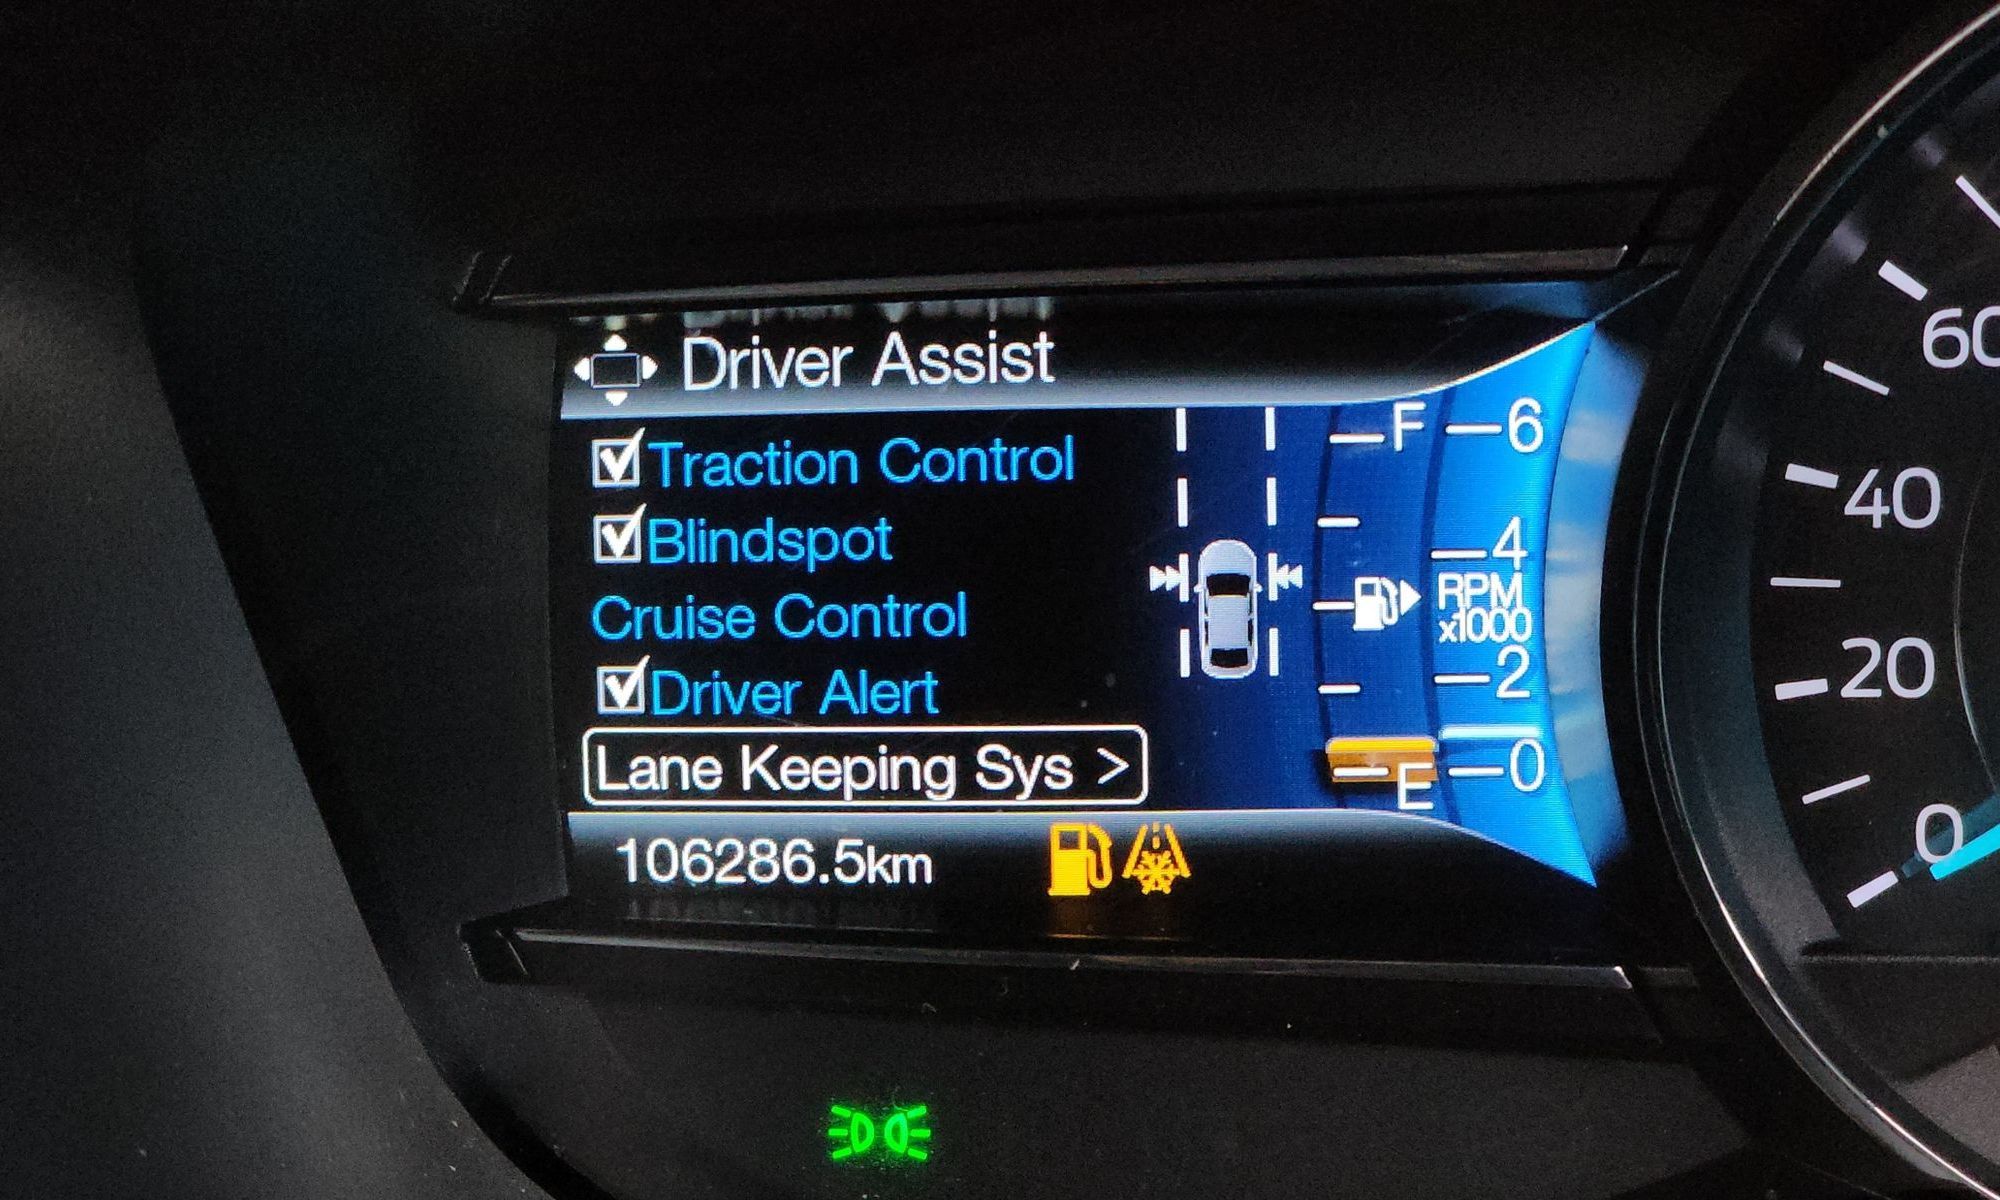 Driver Assist
Traction Control
Blindspot
Cruise Control
Driver Alert
Lane Keeping Sys >
106286.5km
F
E
6
4
RPM
x1000
2
0
60
40
20
0